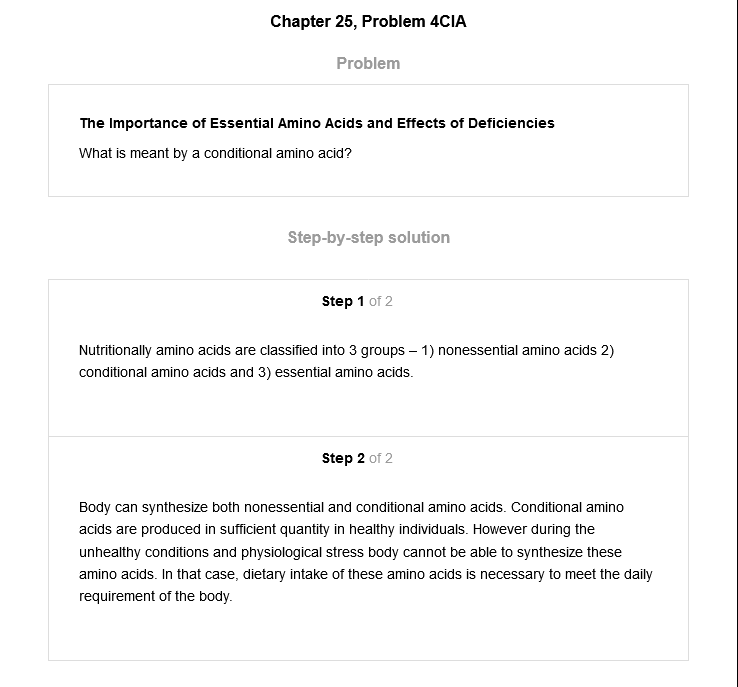 Chapter 25, Problem 4CIA
Problem
The Importance of Essential Amino Acids and Effects of Deficiencies
What is meant by a conditional amino acid?
Step-by-step solution
Step 1 of 2
Nutritionally amino acids are classified into 3 groups – 1) nonessential amino acids 2)
conditional amino acids and 3) essential amino acids.
Step 2 of 2
Body can synthesize both nonessential and conditional amino acids. Conditional amino
acids are produced in sufficient quantity in healthy individuals. However during the
unhealthy conditions and physiological stress body cannot be able to synthesize these
amino acids. In that case, dietary intake of these amino acids is necessary to meet the daily
requirement of the body.